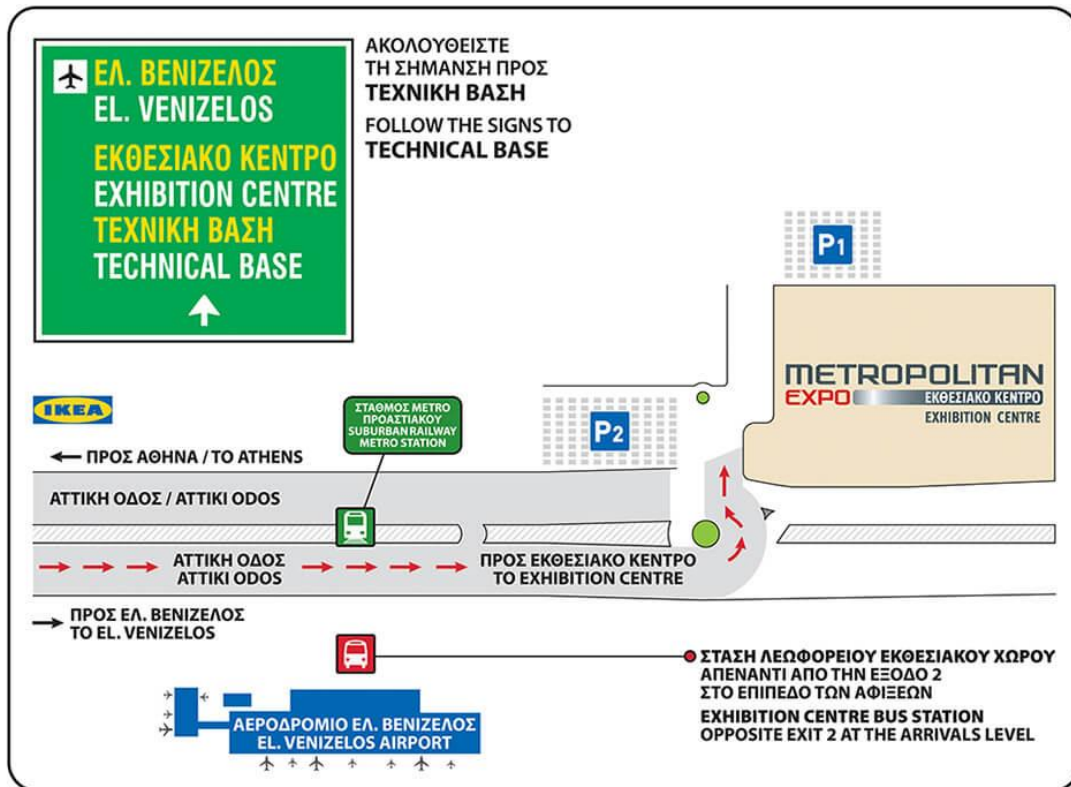 ΕΛ. ΒΕΝΙΖΕΛΟΣ
EL. VENIZELOS
ΕΚΘΕΣΙΑΚΟ ΚΕΝΤΡΟ
EXHIBITION CENTRE
ΤΕΧΝΙΚΗ ΒΑΣΗ
TECHNICAL BASE
ΑΚΟΛΟΥΘΕΙΣΤΕ
ΤΗ ΣΗΜΑΝΣΗ ΠΡΟΣ
ΤΕΧΝΙΚΗ ΒΑΣΗ
FOLLOW THE SIGNS TO
TECHNICAL BASE
P1
METROPOLITAN
EXPO ΕΚΘΕΣΙΑΚΟ ΚΕΝΤΡΟ
EXHIBITION CENTRE
IKEA
ΣΤΑΘΜΟΣ ΜΕΤΡΟ
ΠΡΟΑΣΤΙΑΚΟΥ
SUBURBAN RAILWAY
METRO STATION
P2
ΠΡΟΣ ΑΘΗΝΑ / TO ATHENS
ΑΤΤΙΚΗ ΟΔΟΣ / ATTIKI ODOS
ΑΤΤΙΚΗ ΟΔΟΣ
ATTIKI ODOS
ΠΡΟΣ ΕΚΘΕΣΙΑΚΟ ΚΕΝΤΡΟ
TO EXHIBITION CENTRE
ΠΡΟΣ ΕΛ. ΒΕΝΙΖΕΛΟΣ
TO EL. VENIZELOS
ΣΤΑΣΗ ΛΕΩΦΟΡΕΙΟΥ ΕΚΘΕΣΙΑΚΟΥ ΧΩΡΟΥ
ΑΠΕΝΑΝΤΙ ΑΠΟ ΤΗΝ ΕΞΟΔΟ 2
ΣΤΟ ΕΠΙΠΕΔΟ ΤΩΝ ΑΦΙΞΕΩΝ
EXHIBITION CENTRE BUS STATION
OPPOSITE EXIT 2 AT THE ARRIVALS LEVEL
ΑΕΡΟΔΡΟΜΙΟ ΕΛ. ΒΕΝΙΖΕΛΟΣ
EL. VENIZELOS AIRPORT